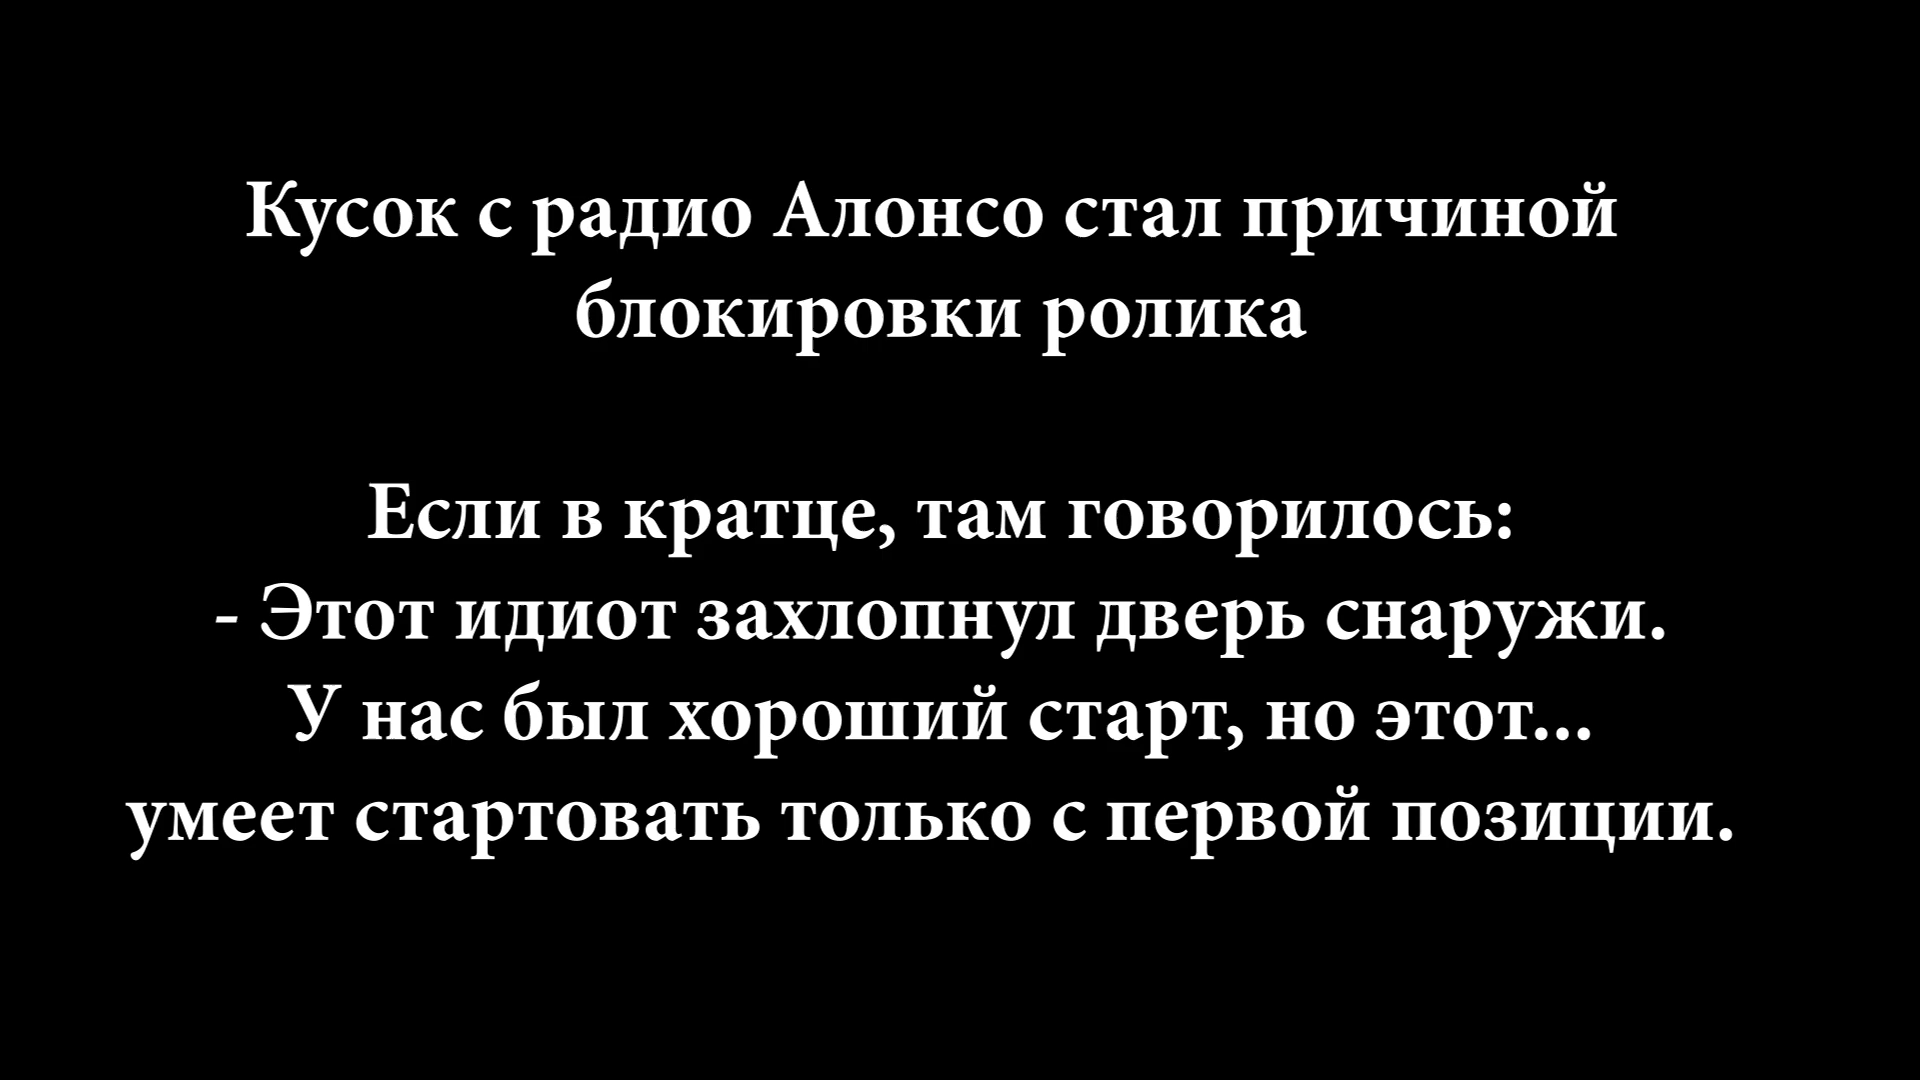 Кусок с радио Алонсо стал причиной
блокировки ролика
Если в кратце, там говорилось:
- Этот идиот захлопнул дверь снаружи.
У нас был хороший старт, но этот...
умеет стартовать только с первой позиции.